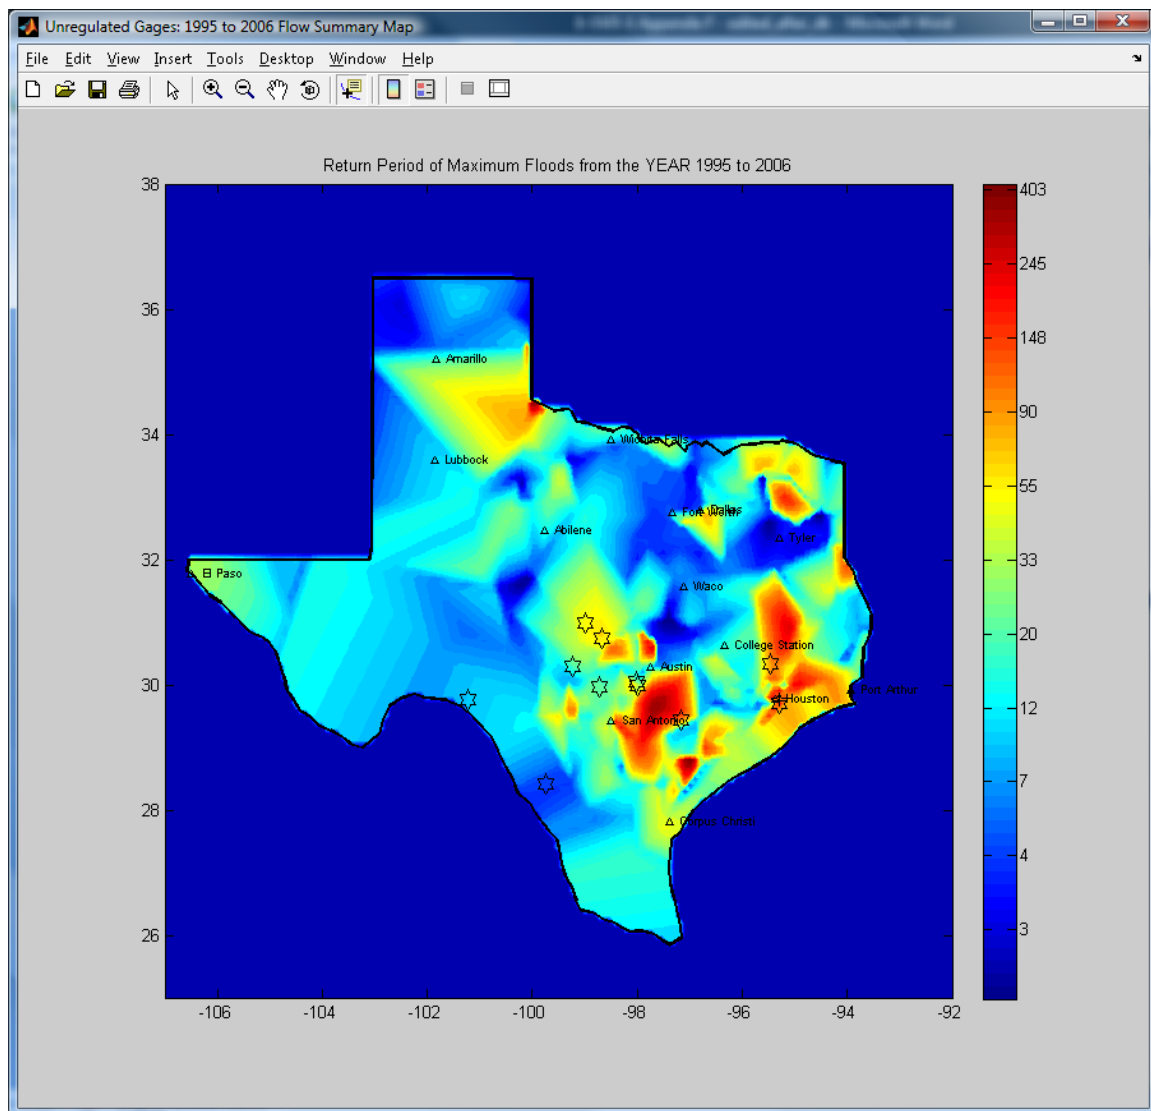 Unregulated Gages: 1995 to 2006 Flow Summary Map
File Edit View Insert Tools Desktop Window Help
Return Period of Maximum Floods from the YEAR 1995 to 2006
38
403
245
36
148
Amarillo
90
34
Wichita Falls
Lubbock
55
Dallas
Fort Worth
Abilene
Tyler
33
32
Paso
Waco
20
College Station
Austin
30
Port Arthur
Houston
12
San Antonio
7
28
Corpus Christi
4
3
26
-106 -104 -102 -100 -98 -96 -94 -92